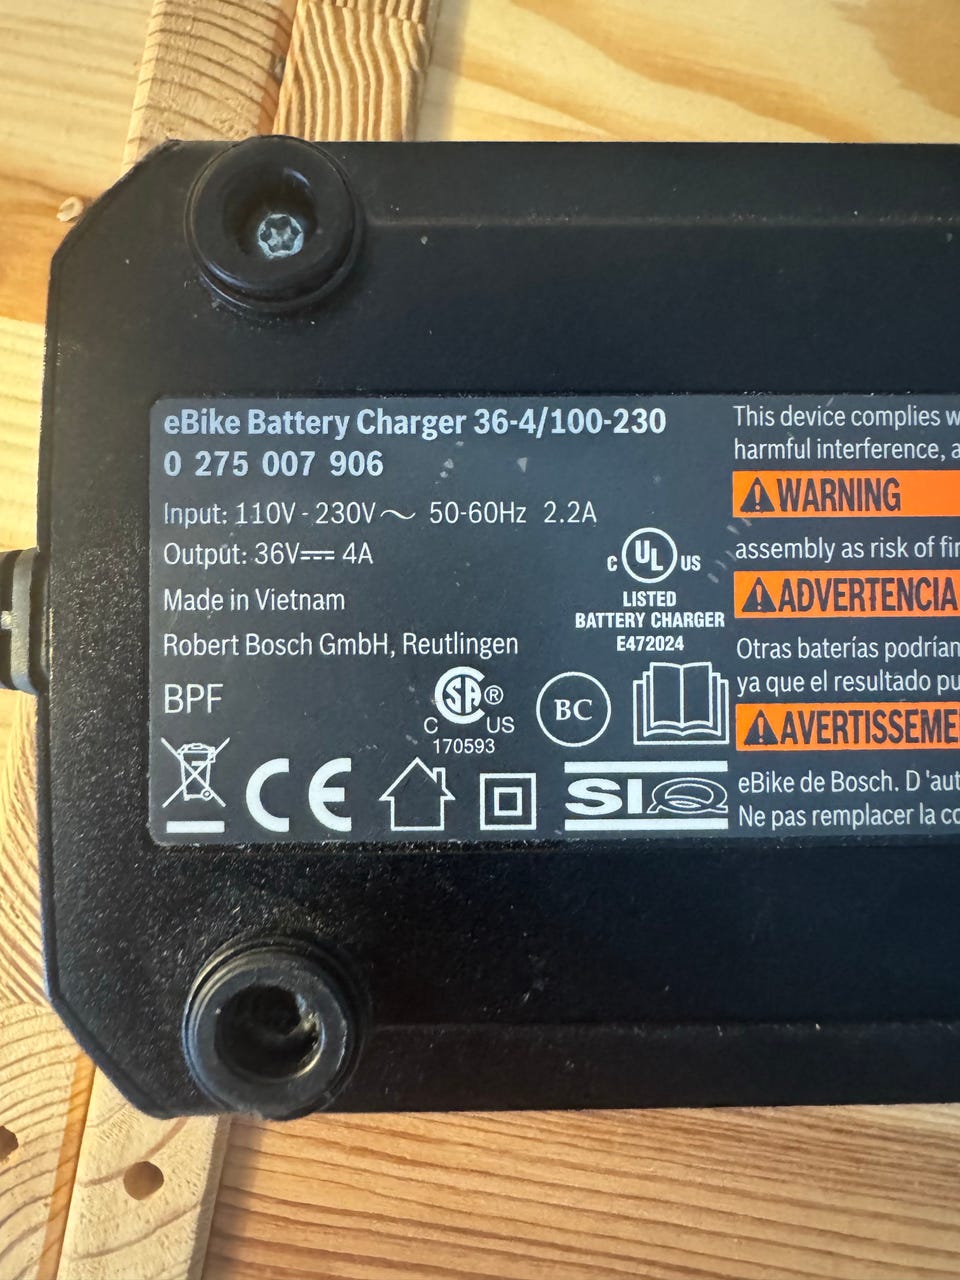 eBike Battery Charger 36-4/100-230
0 275 007 906
Input: 110V - 230V～ 50-60Hz 2.2A
Output: 36V⎓ 4A
Made in Vietnam
Robert Bosch GmbH, Reutlingen
BPF
C UL US
LISTED
BATTERY CHARGER
E472024
C SA ® US
170593
BC
CE
SIQ
This device complies w
harmful interference, a
WARNING
assembly as risk of fir
ADVERTENCIA
Otras baterías podrían
ya que el resultado pu
AVERTISSEME
eBike de Bosch. D 'aut
Ne pas remplacer la co